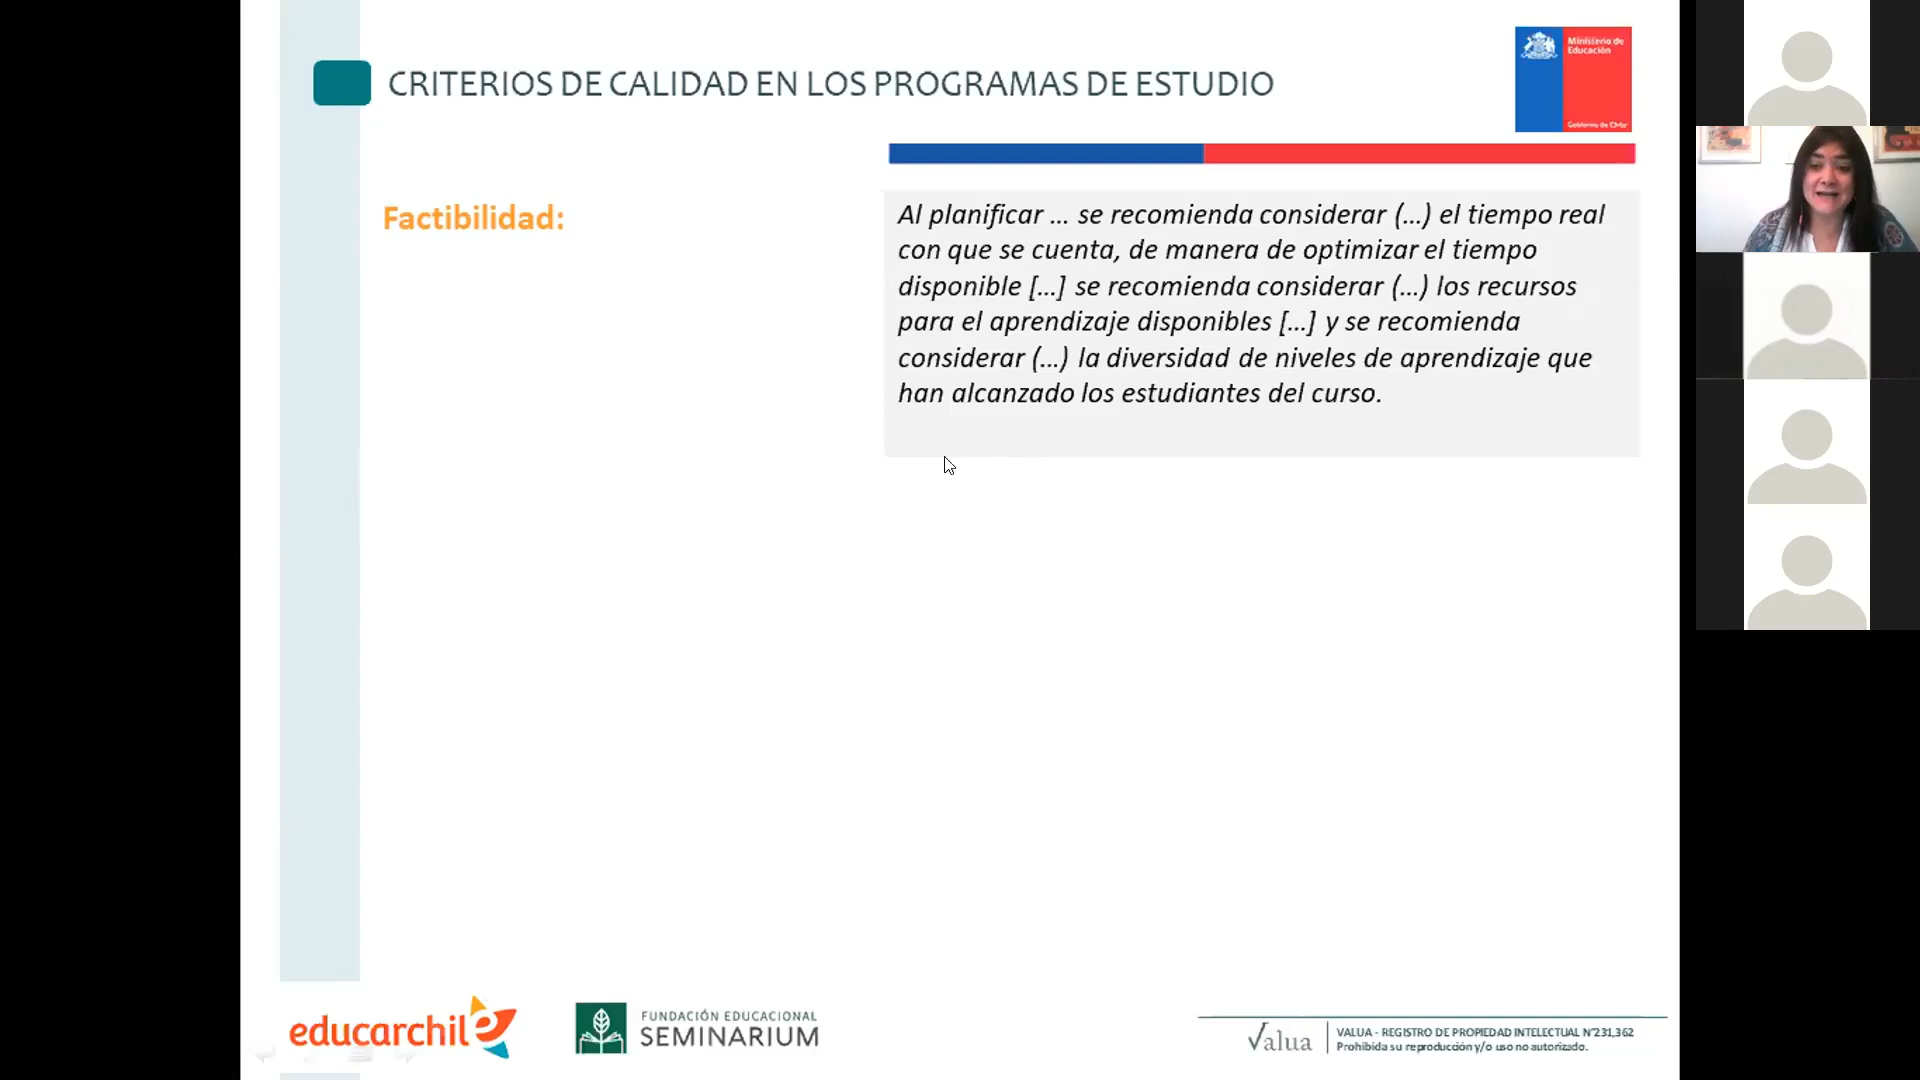 CRITERIOS DE CALIDAD EN LOS PROGRAMAS DE ESTUDIO
Ministerio de
Educación
Gobierno de Chile
Factibilidad:
Al planificar ... se recomienda considerar (...) el tiempo real
con que se cuenta, de manera de optimizar el tiempo
disponible [...] se recomienda considerar (...) los recursos
para el aprendizaje disponibles [...] y se recomienda
considerar (...) la diversidad de niveles de aprendizaje que
han alcanzado los estudiantes del curso.
educarchile
FUNDACIÓN EDUCACIONAL
SEMINARIUM
Valua
VALUA - REGISTRO DE PROPIEDAD INTELECTUAL N°231,362
Prohibida su reproducción y/o uso no autorizado.